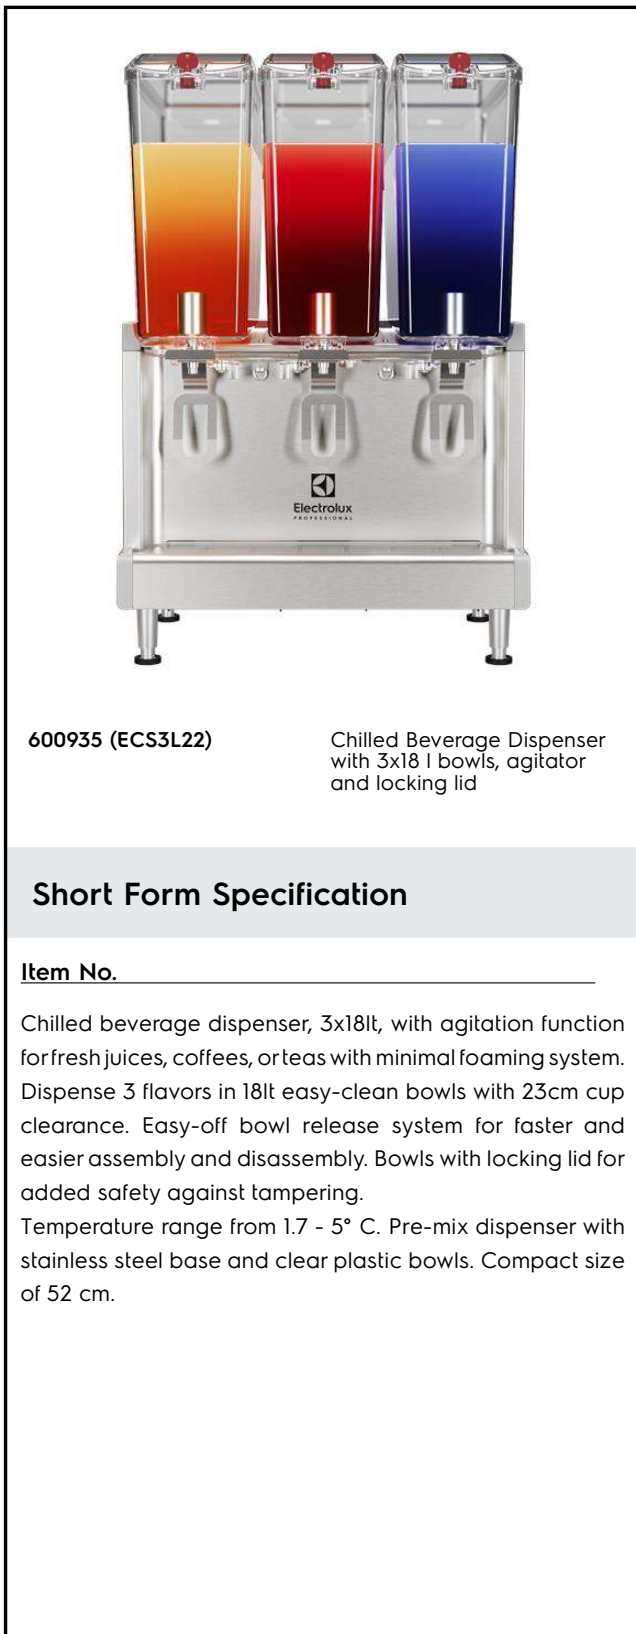 Electrolux
PROFESSIONAL
600935 (ECS3L22)
Chilled Beverage Dispenser
with 3x18 l bowls, agitator
and locking lid
Short Form Specification
Item No.
Chilled beverage dispenser, 3x18lt, with agitation function
for fresh juices, coffees, or teas with minimal foaming system.
Dispense 3 flavors in 18lt easy-clean bowls with 23cm cup
clearance. Easy-off bowl release system for faster and
easier assembly and disassembly. Bowls with locking lid for
added safety against tampering.
Temperature range from 1.7 - 5° C. Pre-mix dispenser with
stainless steel base and clear plastic bowls. Compact size
of 52 cm.